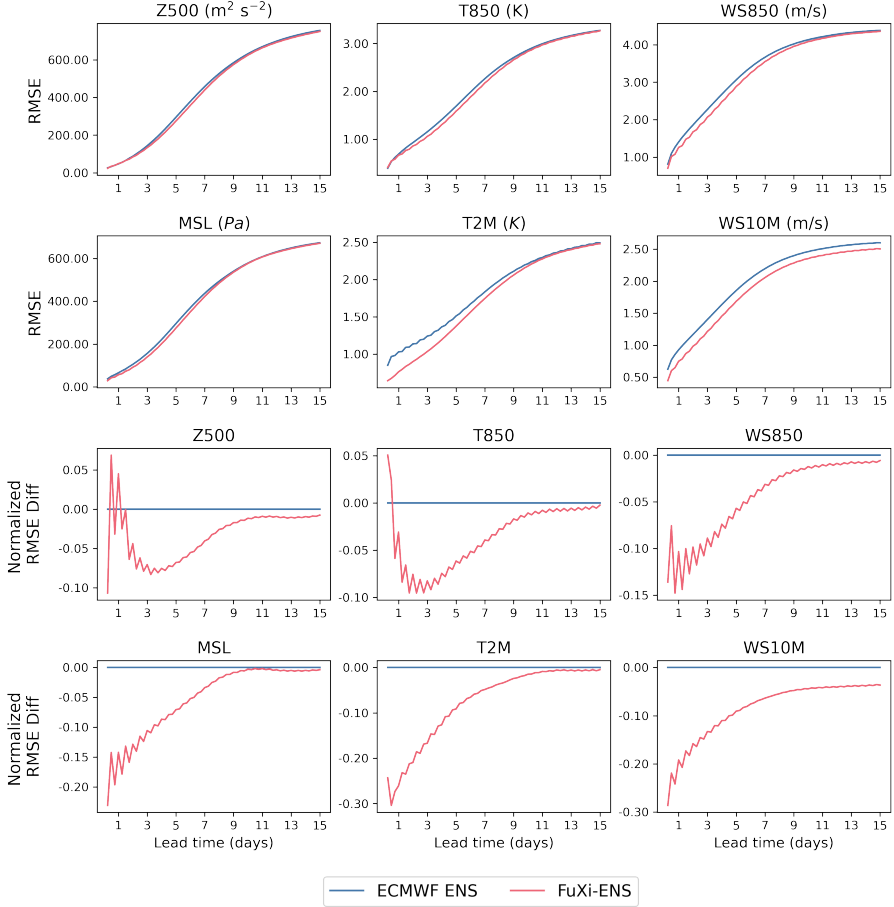 Z500 (m² s⁻²) T850 (K) WS850 (m/s)
RMSE
600.00 400.00 200.00 0.00
3.00 2.00 1.00
4.00 3.00 2.00 1.00
1 3 5 7 9 11 13 15 1 3 5 7 9 11 13 15 1 3 5 7 9 11 13 15
MSL (Pa) T2M (K) WS10M (m/s)
RMSE
600.00 400.00 200.00 0.00
2.50 2.00 1.50 1.00
2.50 2.00 1.50 1.00 0.50
1 3 5 7 9 11 13 15 1 3 5 7 9 11 13 15 1 3 5 7 9 11 13 15
Z500 T850 WS850
Normalized
RMSE Diff
0.05 0.00 -0.05 -0.10
0.05 0.00 -0.05 -0.10
0.00 -0.05 -0.10 -0.15
1 3 5 7 9 11 13 15 1 3 5 7 9 11 13 15 1 3 5 7 9 11 13 15
MSL T2M WS10M
Normalized
RMSE Diff
0.00 -0.05 -0.10 -0.15 -0.20
0.00 -0.10 -0.20 -0.30
0.00 -0.10 -0.20 -0.30
1 3 5 7 9 11 13 15 1 3 5 7 9 11 13 15 1 3 5 7 9 11 13 15
Lead time (days) Lead time (days) Lead time (days)
ECMWF ENS FuXi-ENS